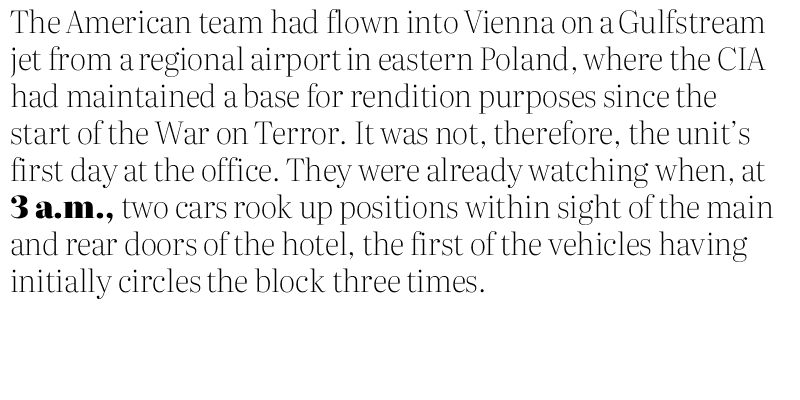 The American team had flown into Vienna on a Gulfstream
jet from a regional airport in eastern Poland, where the CIA
had maintained a base for rendition purposes since the
start of the War on Terror. It was not, therefore, the unit’s
first day at the office. They were already watching when, at
3 a.m., two cars rook up positions within sight of the main
and rear doors of the hotel, the first of the vehicles having
initially circles the block three times.